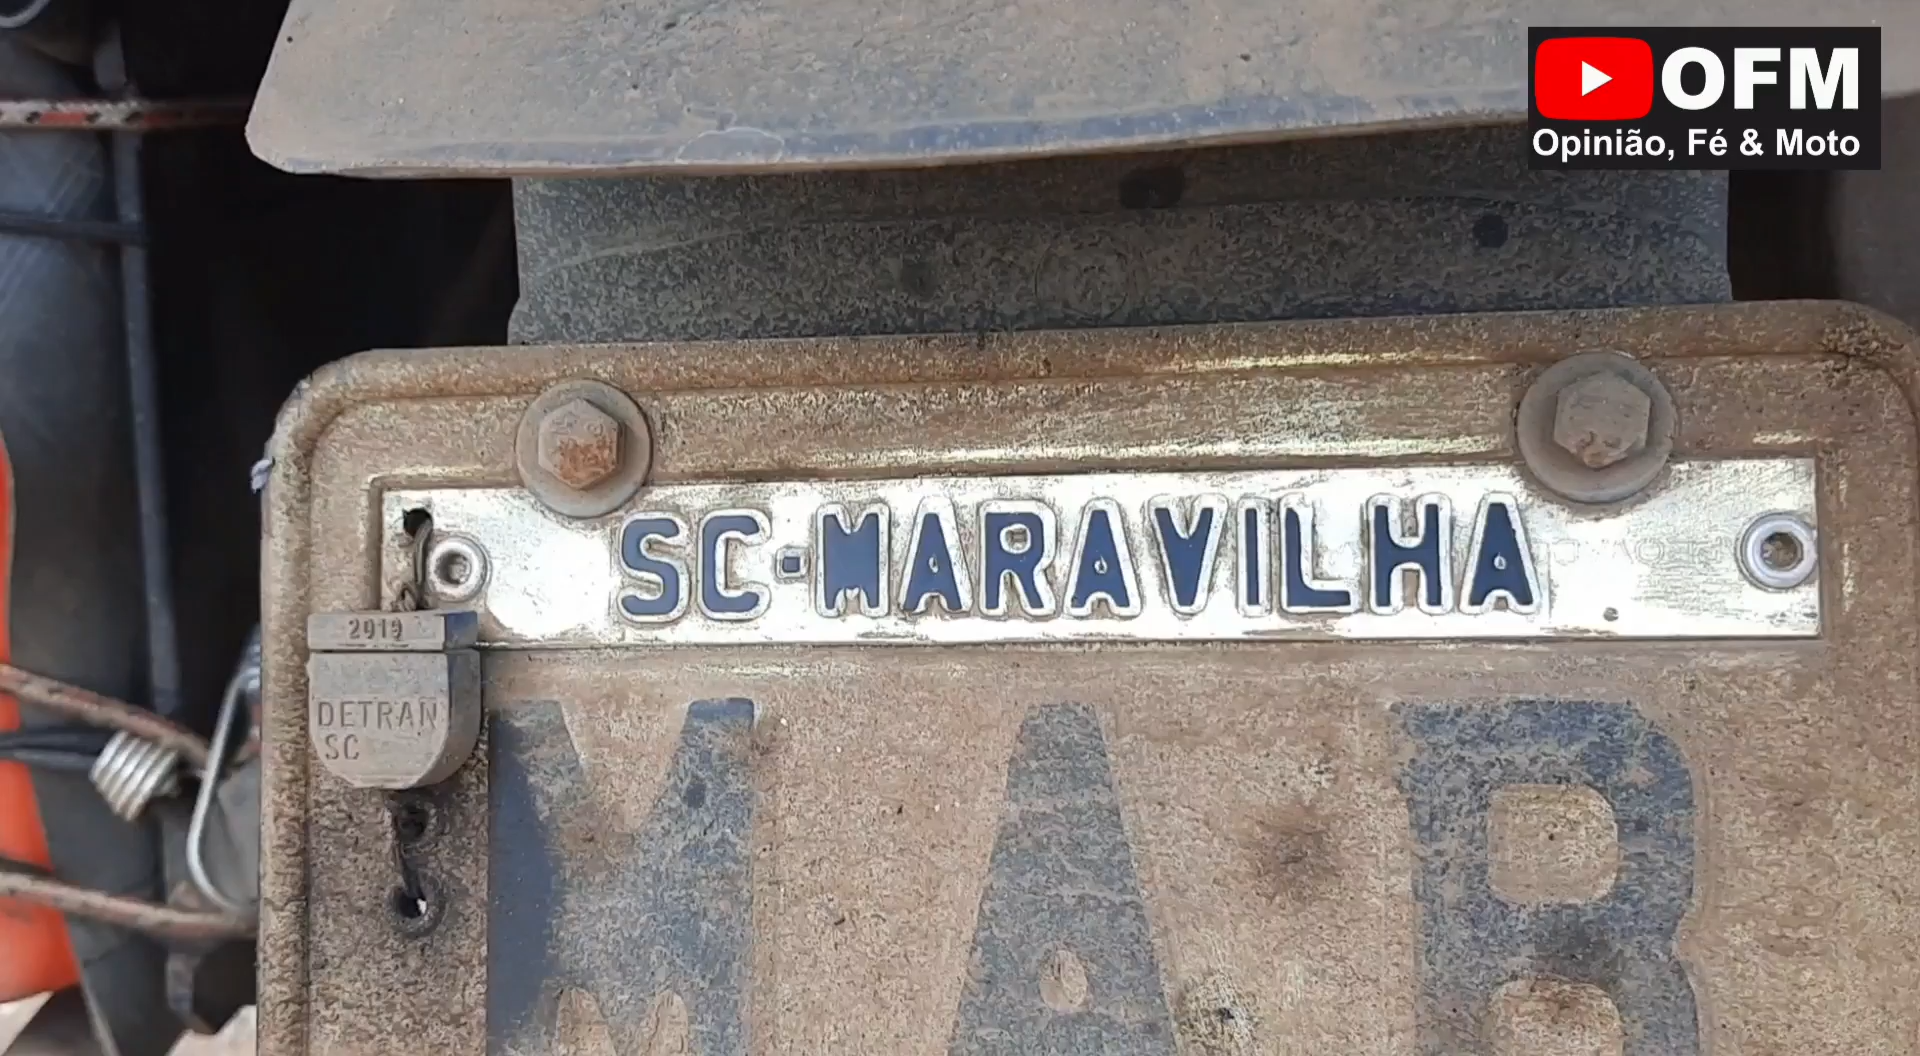 OFM
Opinião, Fé & Moto
SC-MARAVILHA
2019
DETRAN
SC
MAB